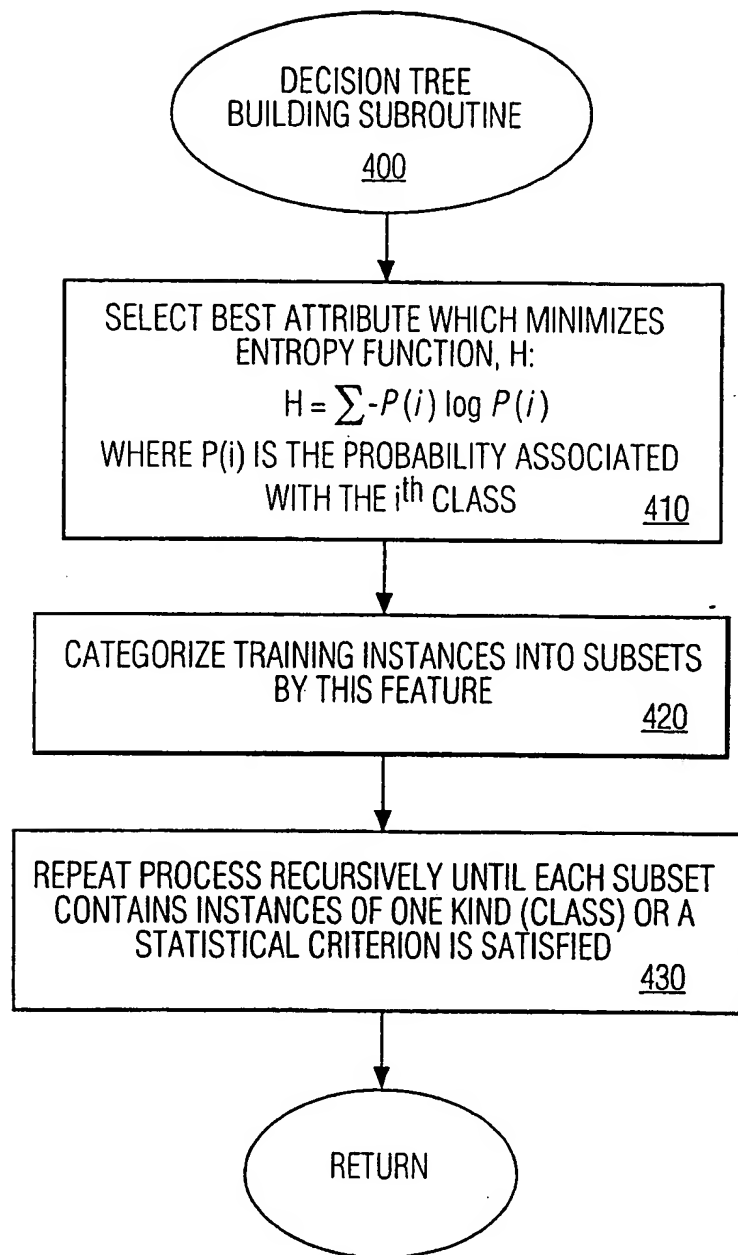 DECISION TREE
BUILDING SUBROUTINE
400
SELECT BEST ATTRIBUTE WHICH MINIMIZES
ENTROPY FUNCTION, H:
H = ∑ -P(i) log P(i)
WHERE P(i) IS THE PROBABILITY ASSOCIATED
WITH THE ith CLASS
410
CATEGORIZE TRAINING INSTANCES INTO SUBSETS
BY THIS FEATURE
420
REPEAT PROCESS RECURSIVELY UNTIL EACH SUBSET
CONTAINS INSTANCES OF ONE KIND (CLASS) OR A
STATISTICAL CRITERION IS SATISFIED
430
RETURN